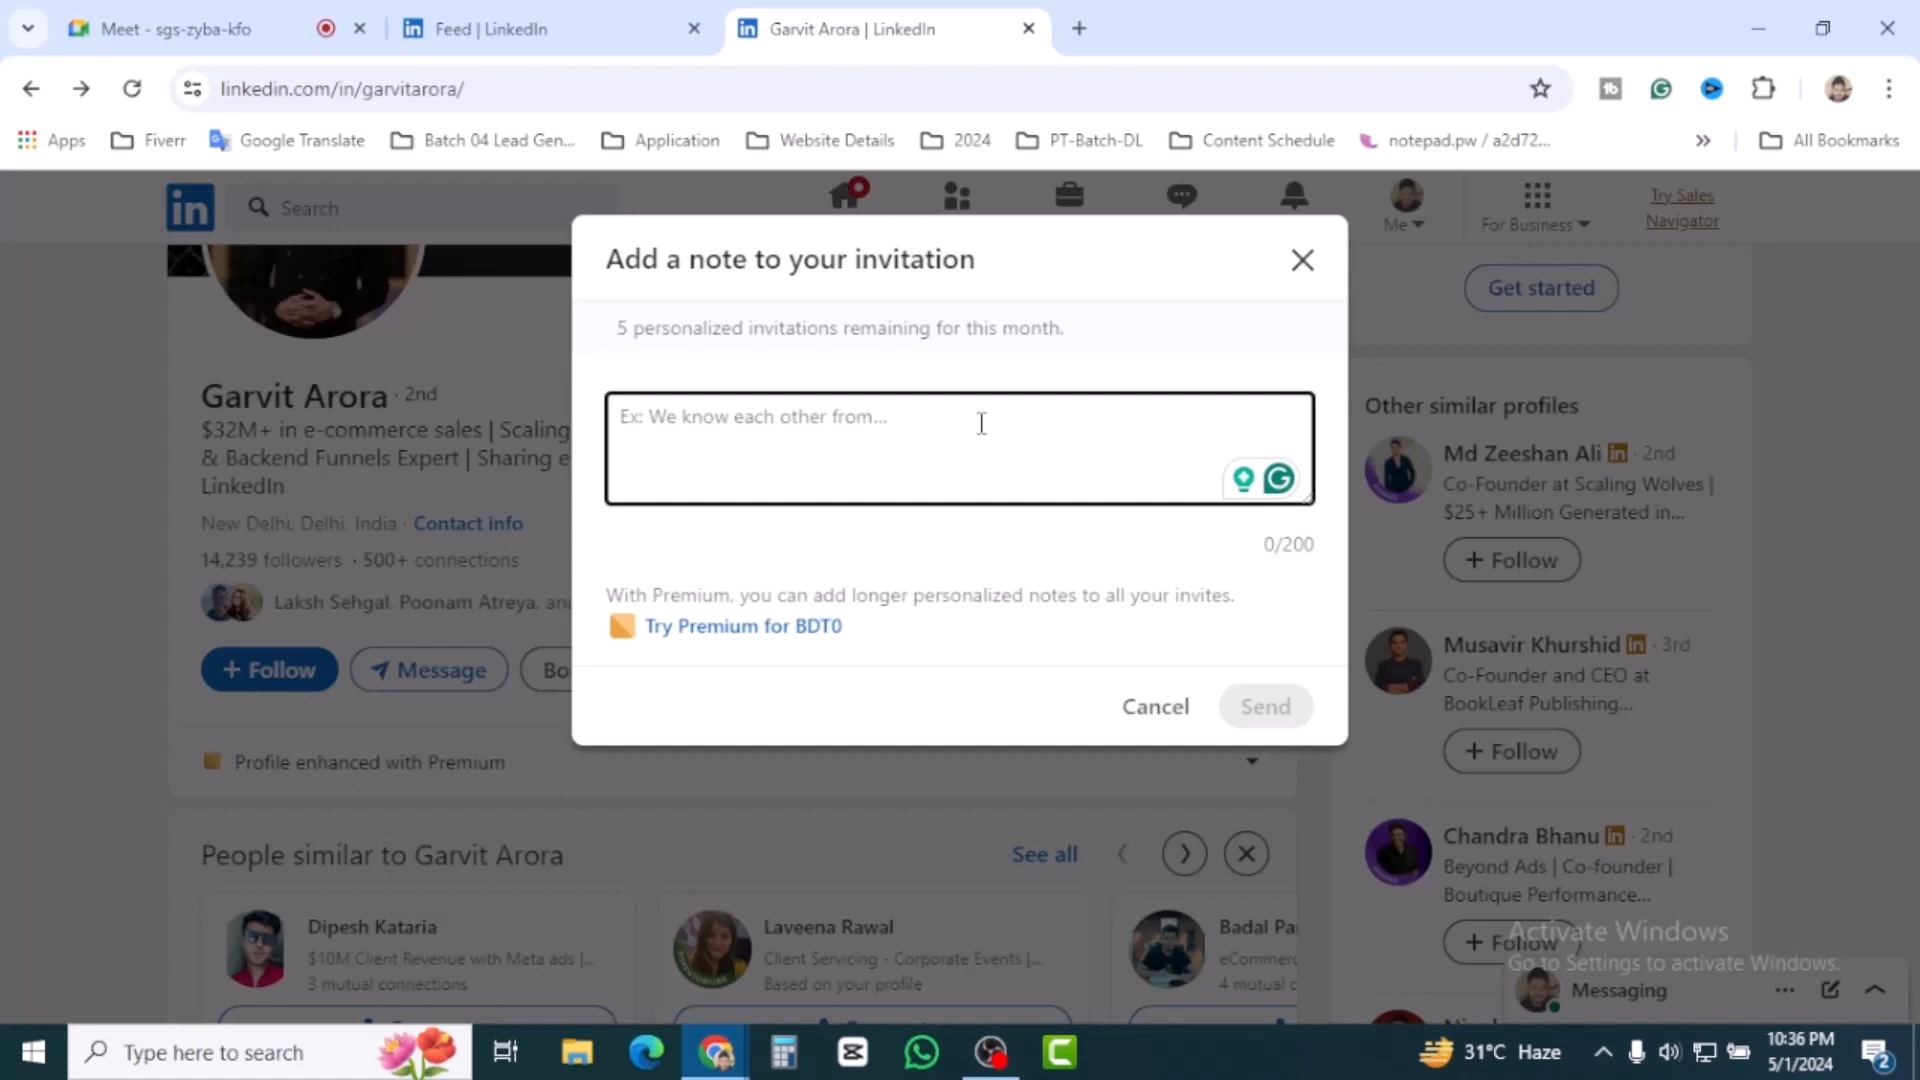 Meet - sgs-zyba-kfo
Feed | LinkedIn
Garvit Arora | LinkedIn
linkedin.com/in/garvitarora/
Apps
Fiverr
Google Translate
Batch 04 Lead Gen...
Application
Website Details
2024
PT-Batch-DL
Content Schedule
notepad.pw / a2d72...
All Bookmarks
in
Search
Me
For Business
Try Sales
Navigator
Add a note to your invitation
5 personalized invitations remaining for this month.
Ex: We know each other from...
0/200
With Premium, you can add longer personalized notes to all your invites.
Try Premium for BDT0
Cancel
Send
Garvit Arora · 2nd
$32M+ in e-commerce sales | Scaling
& Backend Funnels Expert | Sharing e
LinkedIn
New Delhi, Delhi, India · Contact info
14,239 followers · 500+ connections
Laksh Sehgal, Poonam Atreya, an
+ Follow
Message
Bo
Profile enhanced with Premium
People similar to Garvit Arora
See all
Dipesh Kataria
$10M Client Revenue with Meta ads |...
3 mutual connections
Laveena Rawal
Client Servicing - Corporate Events |...
Based on your profile
Badal Pa
eCommerc
4 mutual c
Get started
Other similar profiles
Md Zeeshan Ali in · 2nd
Co-Founder at Scaling Wolves |
$25+ Million Generated in...
+ Follow
Musavir Khurshid in · 3rd
Co-Founder and CEO at
BookLeaf Publishing...
+ Follow
Chandra Bhanu in · 2nd
Beyond Ads | Co-founder |
Boutique Performance...
+ Follow
Activate Windows
Go to Settings to activate Windows.
Messaging
Type here to search
31°C Haze
10:36 PM
5/1/2024
2